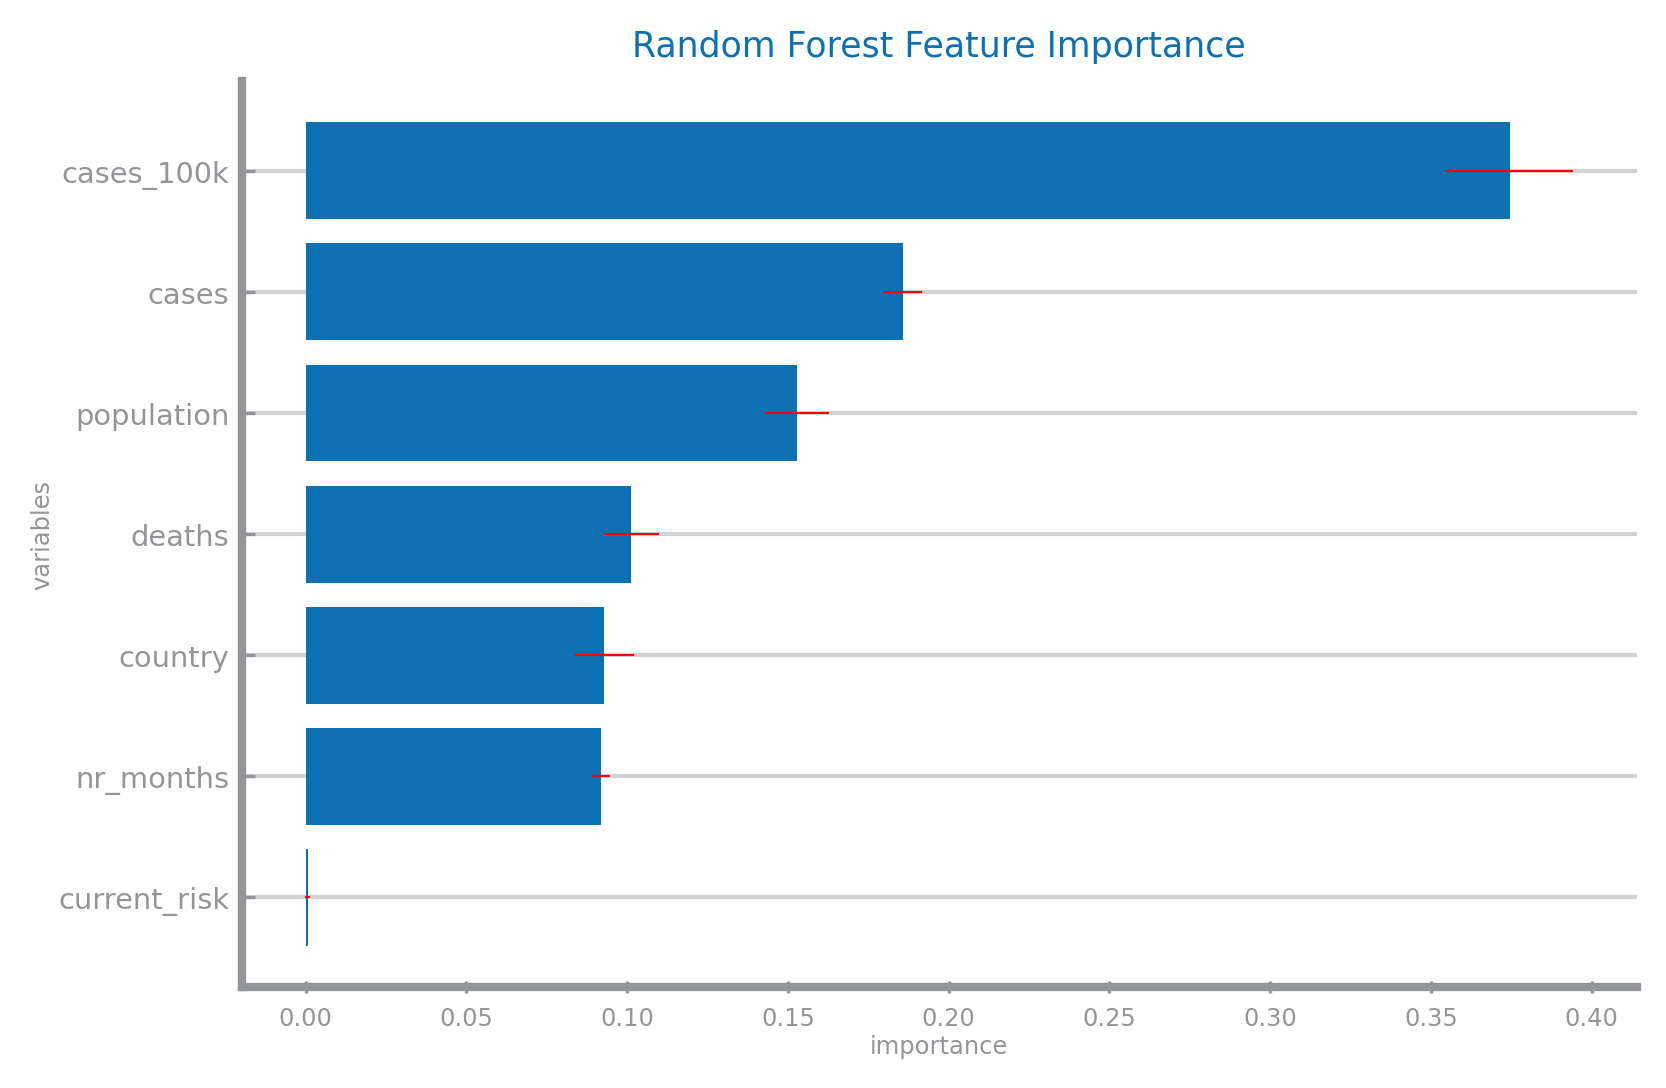 Random Forest Feature Importance
cases_100k
cases
population
deaths
country
nr_months
current_risk
variables
0.00 0.05 0.10 0.15 0.20 0.25 0.30 0.35 0.40
importance